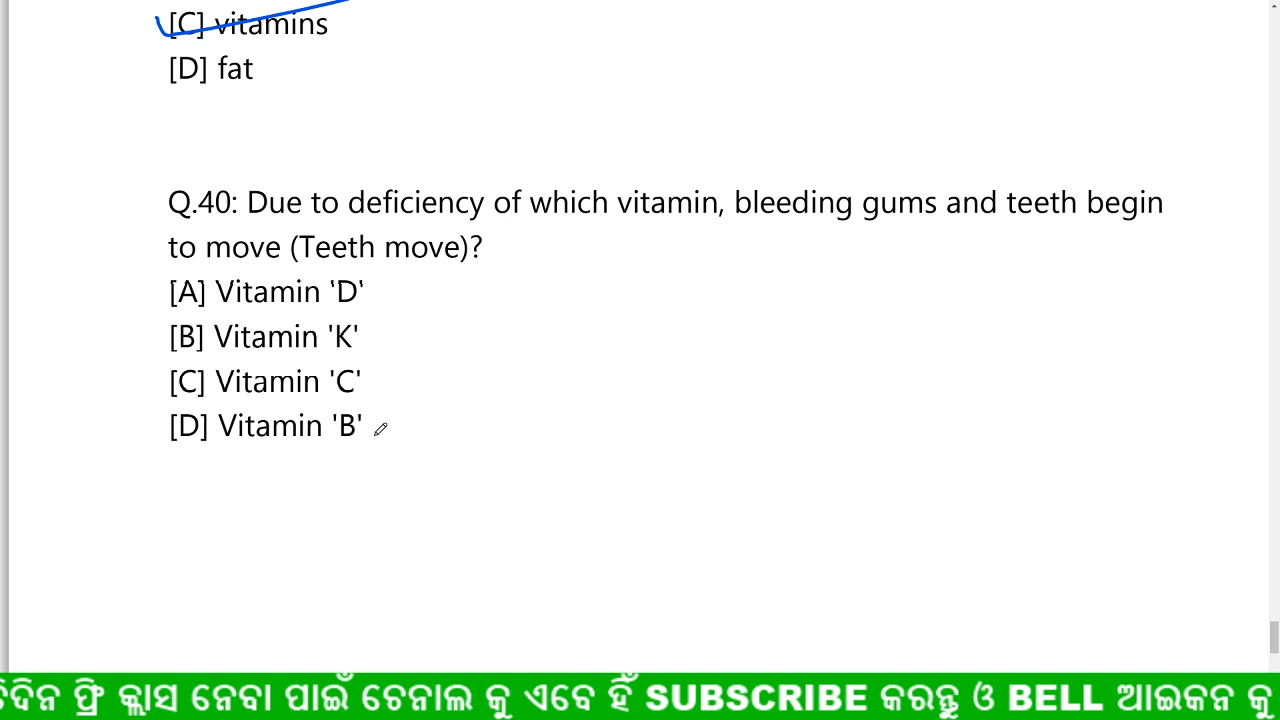 [C] vitamins
[D] fat
Q.40: Due to deficiency of which vitamin, bleeding gums and teeth begin
to move (Teeth move)?
[A] Vitamin 'D'
[B] Vitamin 'K'
[C] Vitamin 'C'
[D] Vitamin 'B'
ଫ୍ରି କ୍ଲାସ ନେବା ପାଇଁ ଚେନାଲ କୁ ଏବେ ହିଁ SUBSCRIBE କରନ୍ତୁ ଓ BELL ଆଇକନ କୁ